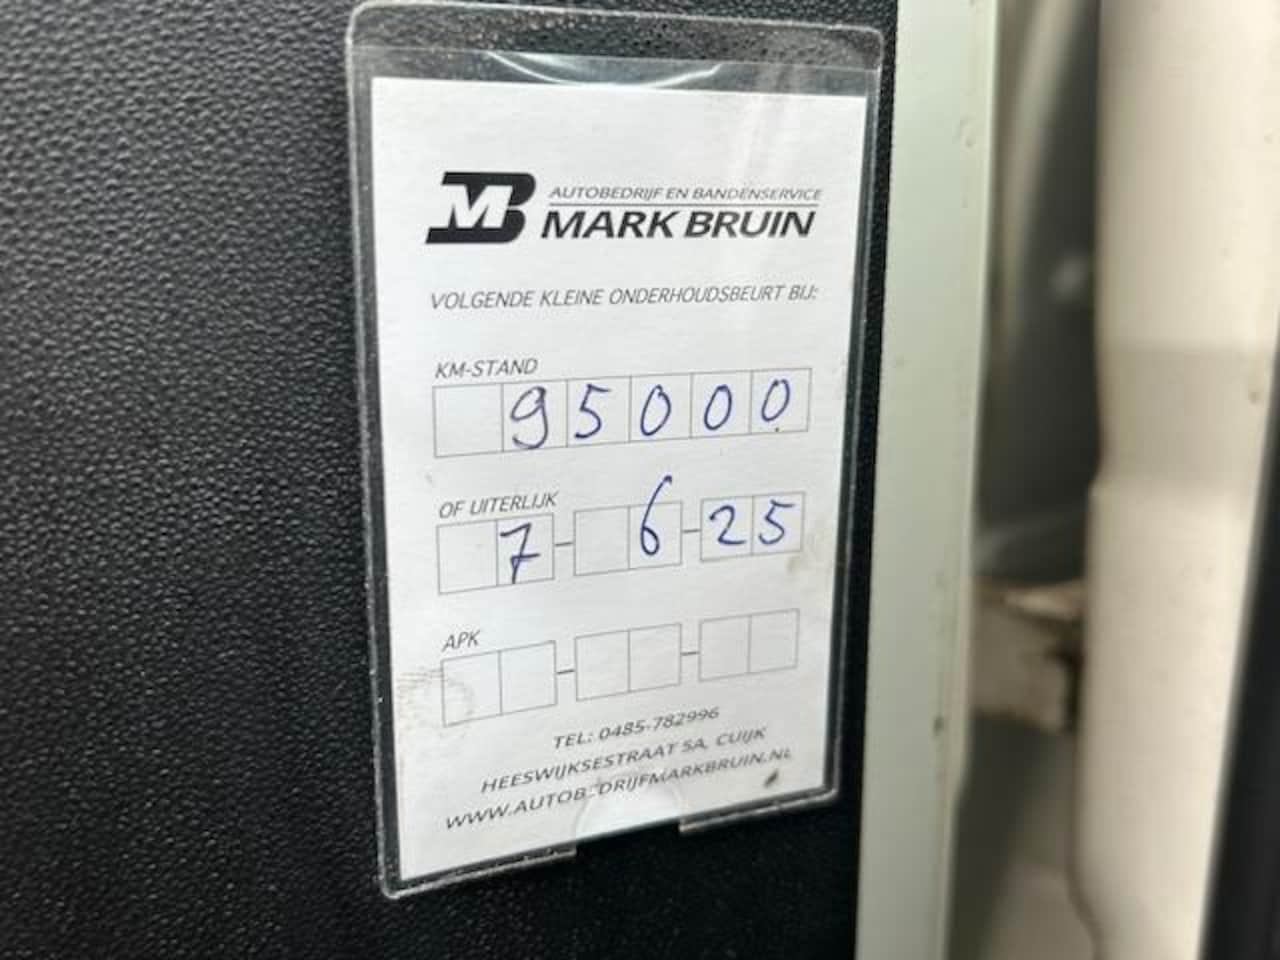 MB
AUTOBEDRIJF EN BANDENSERVICE
MARK BRUIN
VOLGENDE KLEINE ONDERHOUDSBEURT BIJ:
KM-STAND
95000
OF UITERLIJK
7-6-25
APK
TEL: 0485-782996
HEESWIJKSESTRAAT 5A, CUIJK
WWW.AUTOBEDRIJFMARKBRUIN.NL